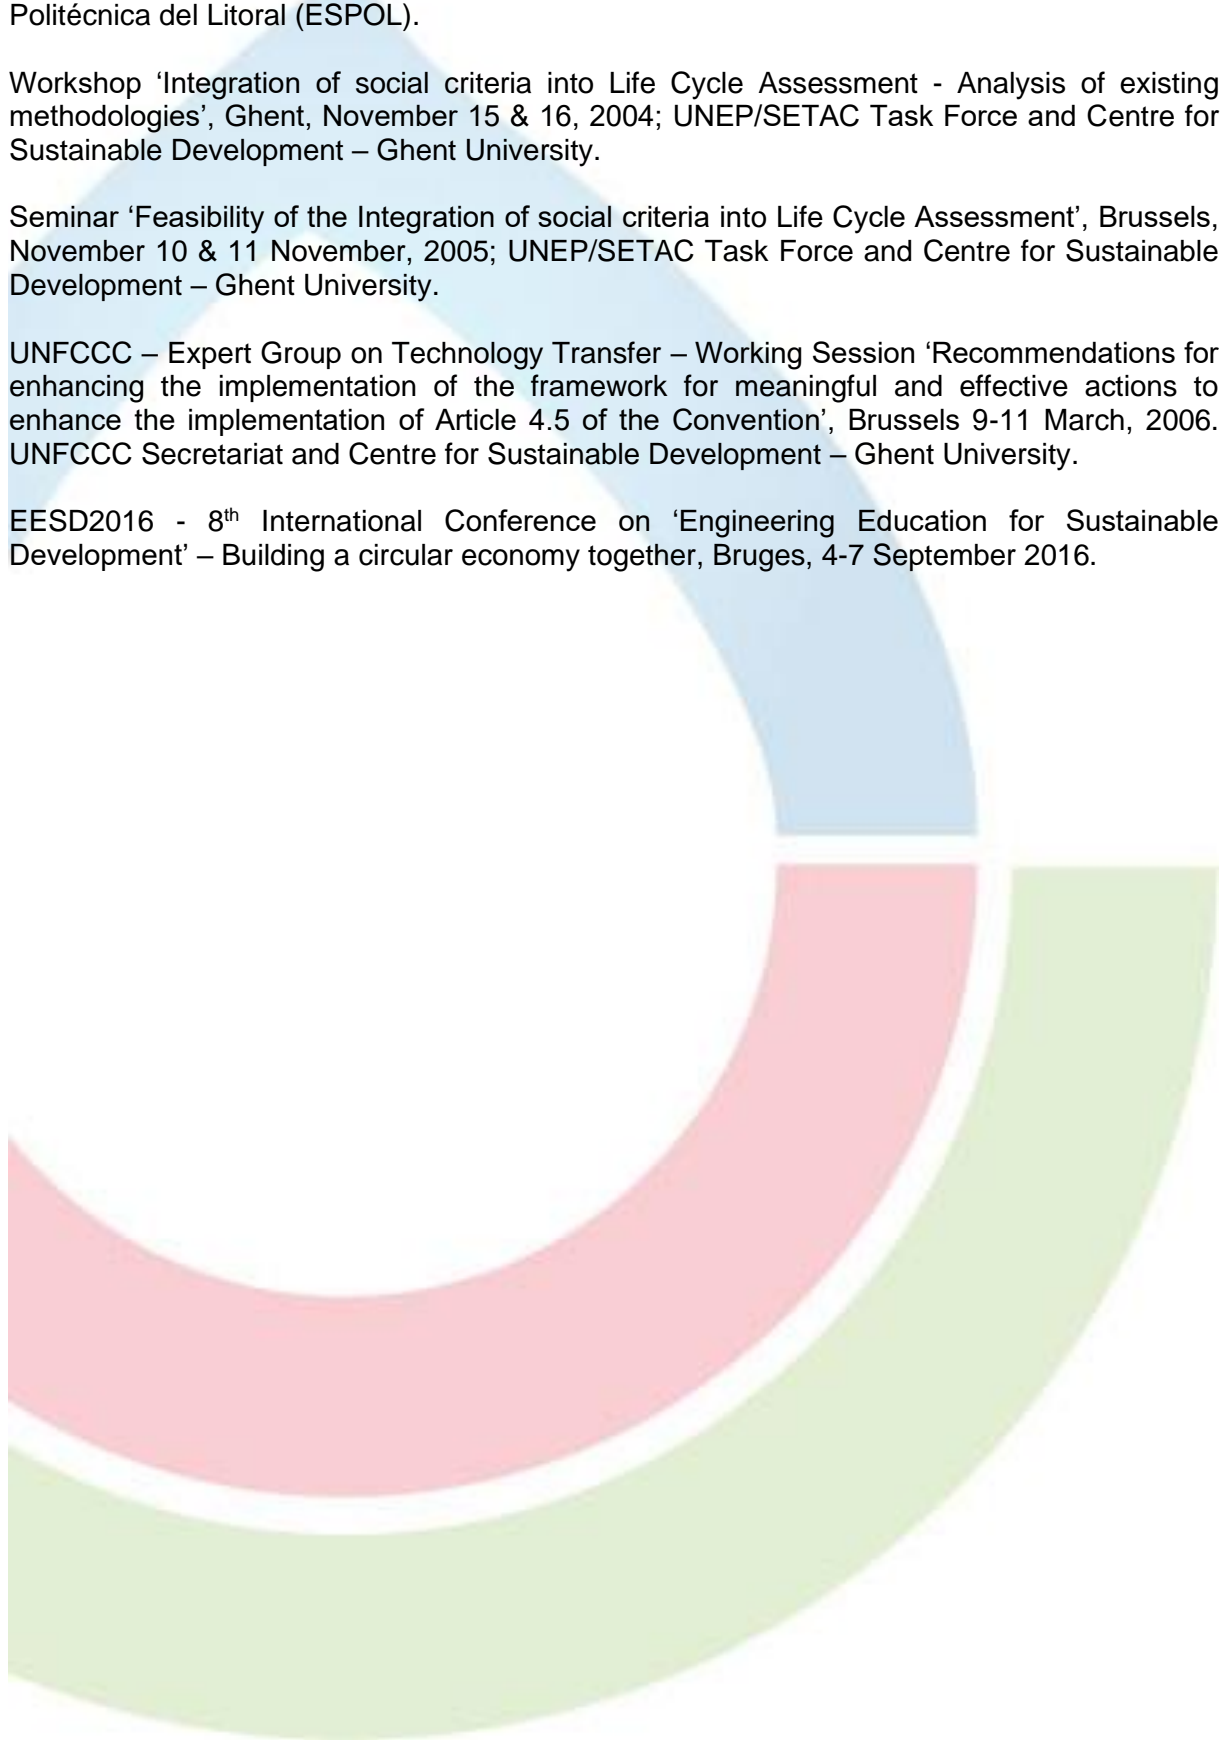 Politécnica del Litoral (ESPOL).
Workshop ‘Integration of social criteria into Life Cycle Assessment - Analysis of existing
methodologies’, Ghent, November 15 & 16, 2004; UNEP/SETAC Task Force and Centre for
Sustainable Development – Ghent University.
Seminar ‘Feasibility of the Integration of social criteria into Life Cycle Assessment’, Brussels,
November 10 & 11 November, 2005; UNEP/SETAC Task Force and Centre for Sustainable
Development – Ghent University.
UNFCCC – Expert Group on Technology Transfer – Working Session ‘Recommendations for
enhancing the implementation of the framework for meaningful and effective actions to
enhance the implementation of Article 4.5 of the Convention’, Brussels 9-11 March, 2006.
UNFCCC Secretariat and Centre for Sustainable Development – Ghent University.
EESD2016 - 8th International Conference on ‘Engineering Education for Sustainable
Development’ – Building a circular economy together, Bruges, 4-7 September 2016.